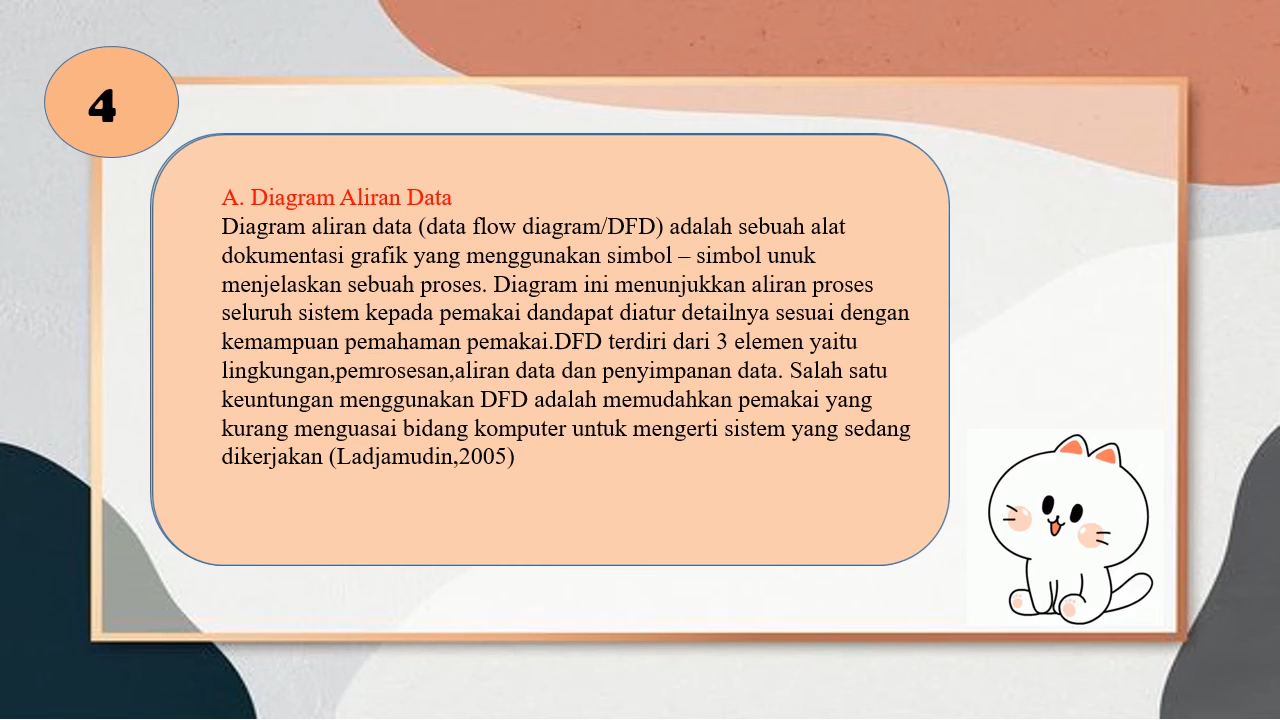 4
A. Diagram Aliran Data
Diagram aliran data (data flow diagram/DFD) adalah sebuah alat
dokumentasi grafik yang menggunakan simbol – simbol unuk
menjelaskan sebuah proses. Diagram ini menunjukkan aliran proses
seluruh sistem kepada pemakai dandapat diatur detailnya sesuai dengan
kemampuan pemahaman pemakai.DFD terdiri dari 3 elemen yaitu
lingkungan,pemrosesan,aliran data dan penyimpanan data. Salah satu
keuntungan menggunakan DFD adalah memudahkan pemakai yang
kurang menguasai bidang komputer untuk mengerti sistem yang sedang
dikerjakan (Ladjamudin,2005)